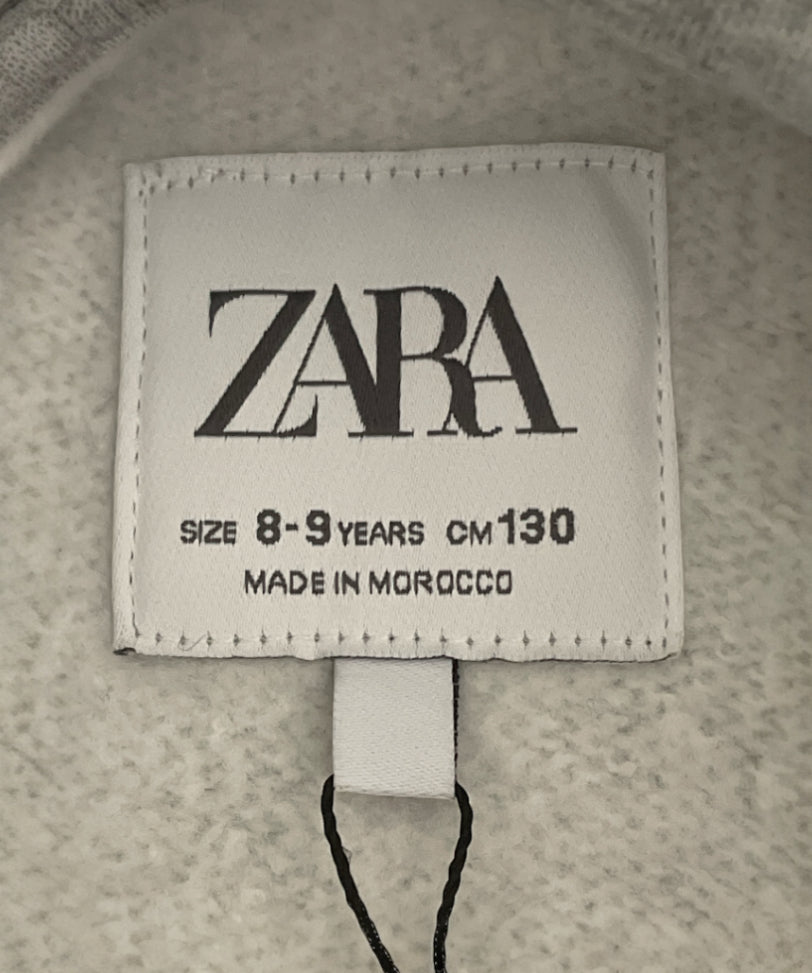 ZARA
SIZE 8-9 YEARS CM 130
MADE IN MOROCCO